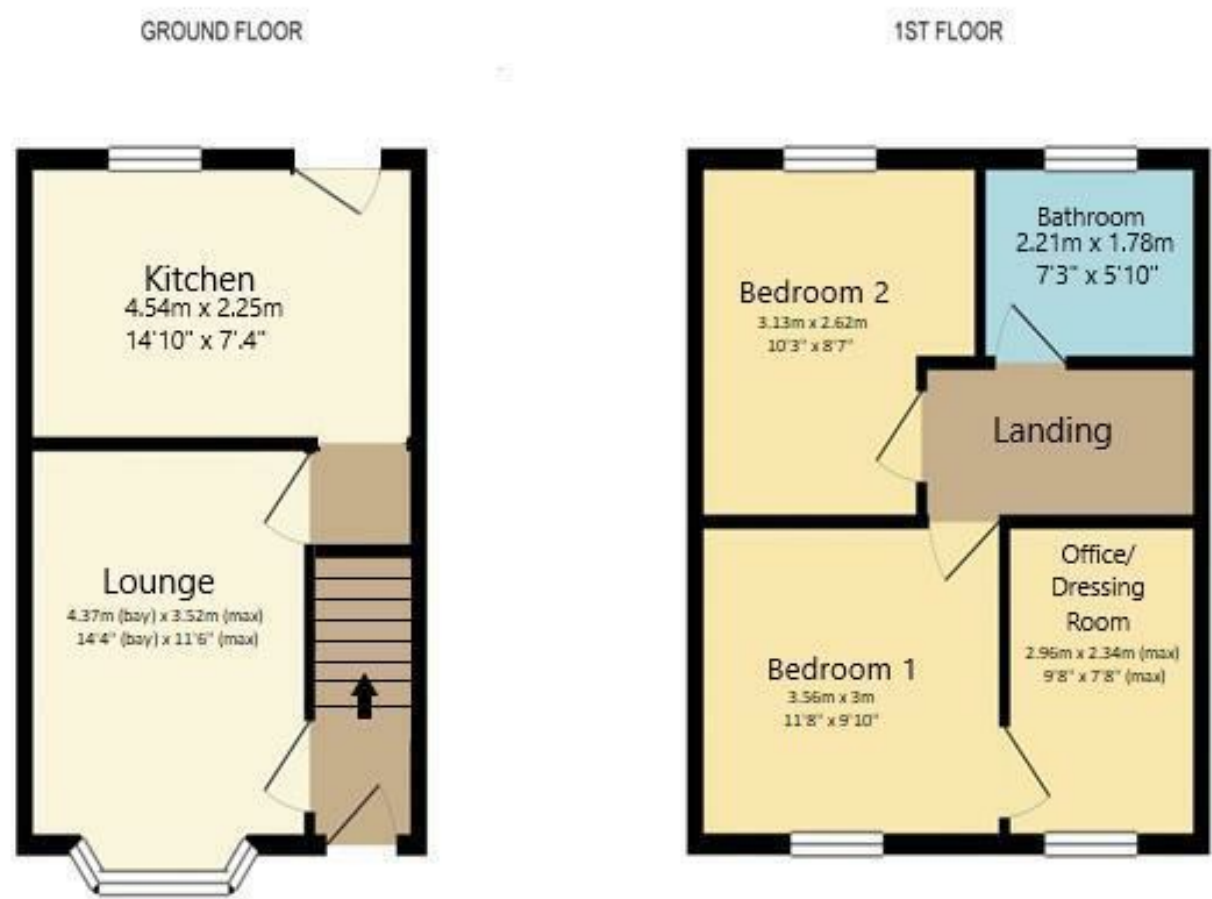 GROUND FLOOR
1ST FLOOR
Kitchen
4.54m x 2.25m
14'10" x 7'.4"
Lounge
4.37m (bay) x 3.52m (max)
14'4" (bay) x 11'6" (max)
Bedroom 2
3.13m x 2.62m
10'3" x 8'7"
Bathroom
2.21m x 1.78m
7'3" x 5'10"
Landing
Bedroom 1
3.56m x 3m
11'8" x 9'10"
Office/
Dressing
Room
2.96m x 2.34m (max)
9'8" x 7'8" (max)